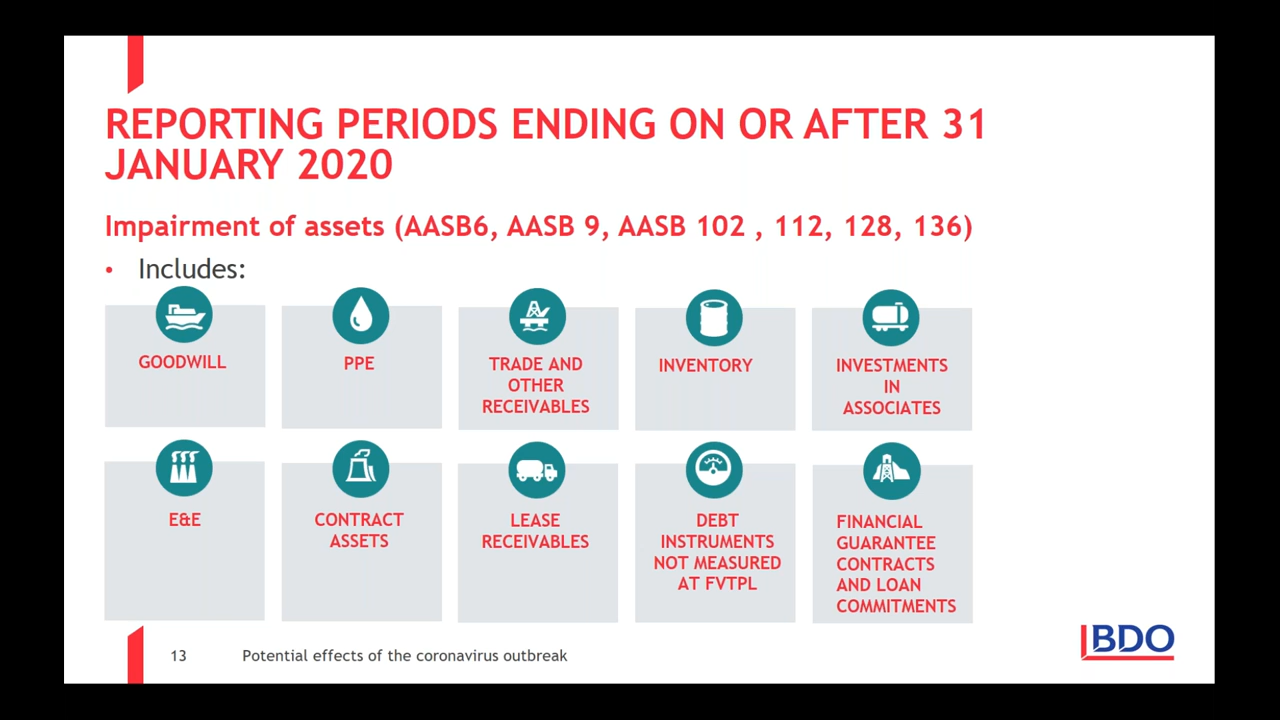 REPORTING PERIODS ENDING ON OR AFTER 31
JANUARY 2020
Impairment of assets (AASB6, AASB 9, AASB 102 , 112, 128, 136)
• Includes:
GOODWILL
PPE
TRADE AND
OTHER
RECEIVABLES
INVENTORY
INVESTMENTS
IN
ASSOCIATES
E&E
CONTRACT
ASSETS
LEASE
RECEIVABLES
DEBT
INSTRUMENTS
NOT MEASURED
AT FVTPL
FINANCIAL
GUARANTEE
CONTRACTS
AND LOAN
COMMITMENTS
13
Potential effects of the coronavirus outbreak
BDO